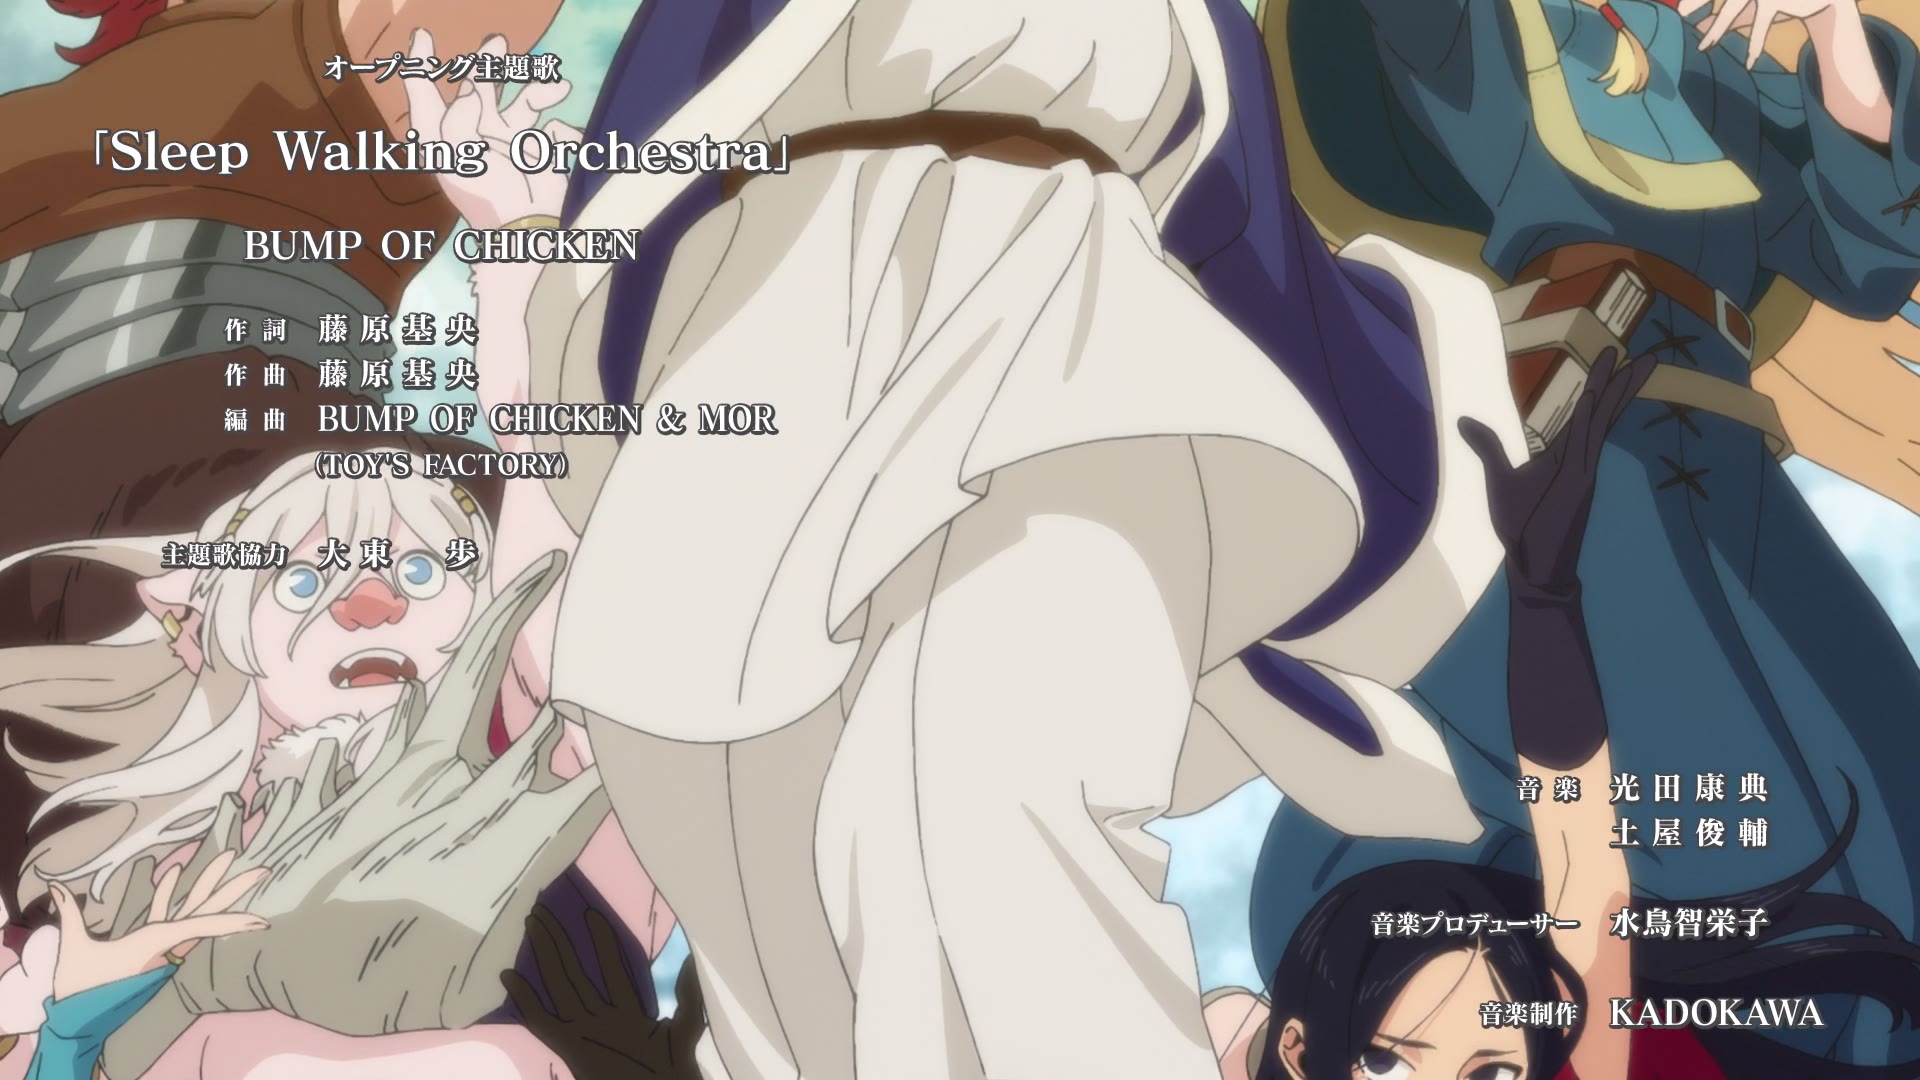 オープニング主題歌
「Sleep Walking Orchestra」
BUMP OF CHICKEN
作詞 藤原基央
作曲 藤原基央
編曲 BUMP OF CHICKEN & MOR
(TOY'S FACTORY)
主題歌協力 大東 歩
音楽 光田康典
土屋俊輔
音楽プロデューサー 水鳥智栄子
音楽制作 KADOKAWA